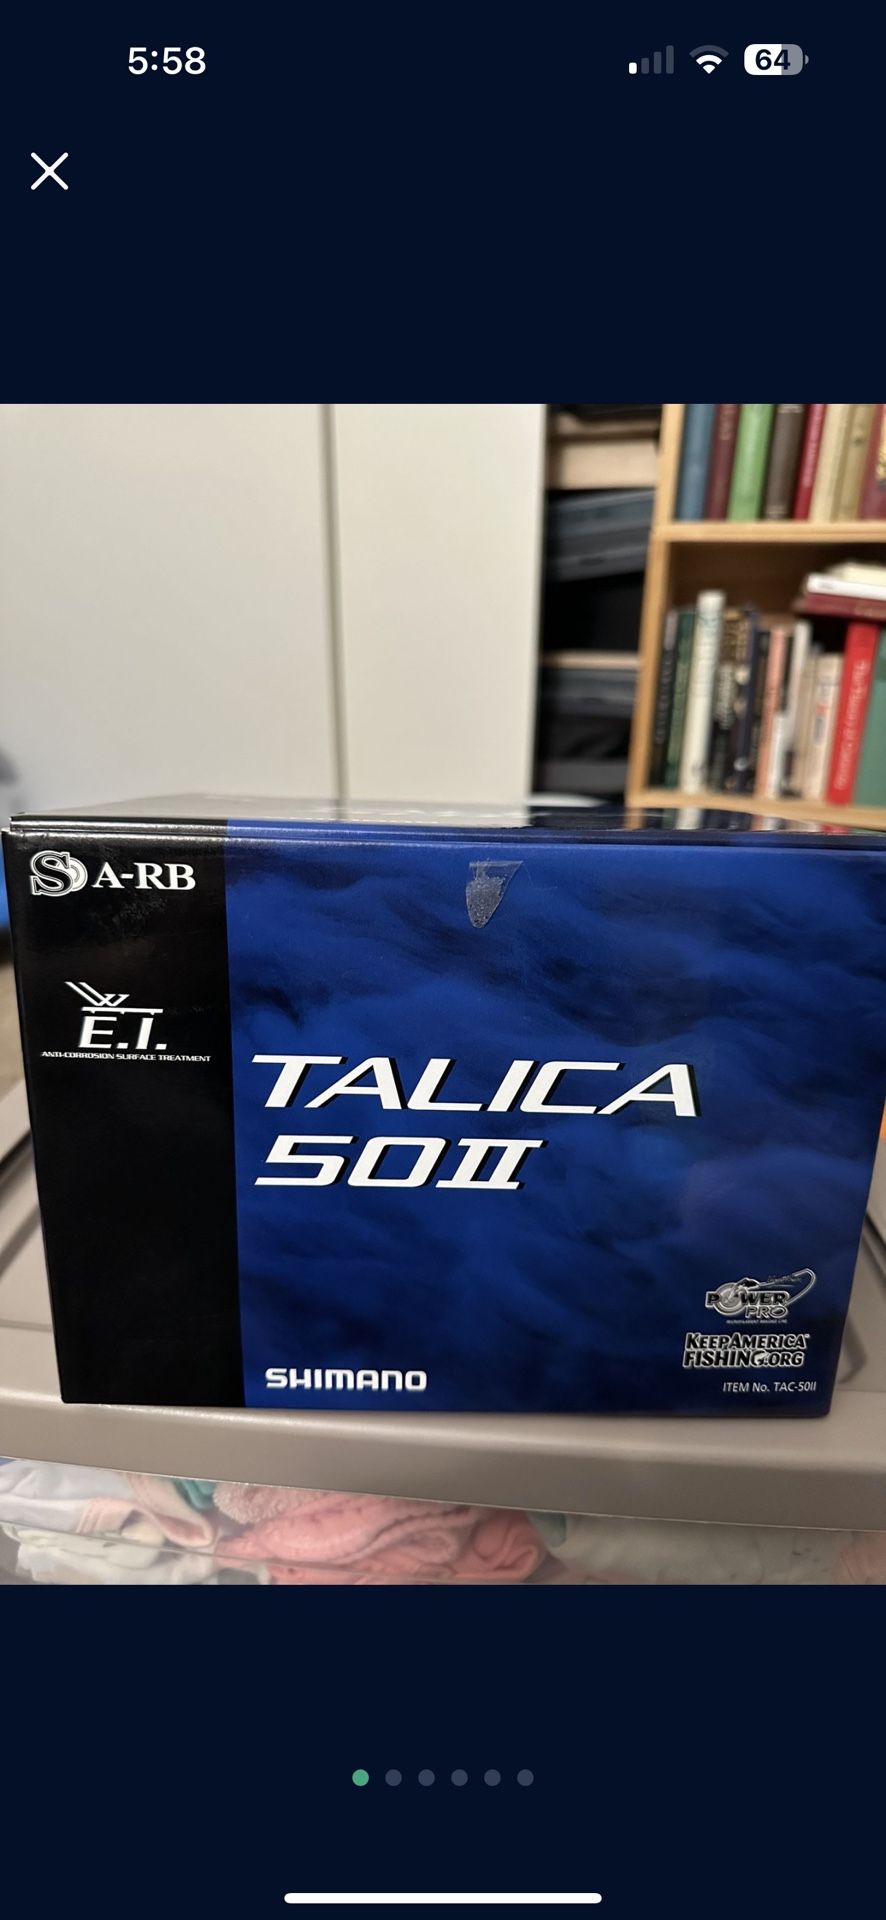 5:58
64
A-RB
E.I.
ANTI-CORROSION SURFACE TREATMENT
TALICA
50II
POWER
PRO
KEEPAMERICA
FISHING.ORG
SHIMANO
ITEM No. TAC-50II